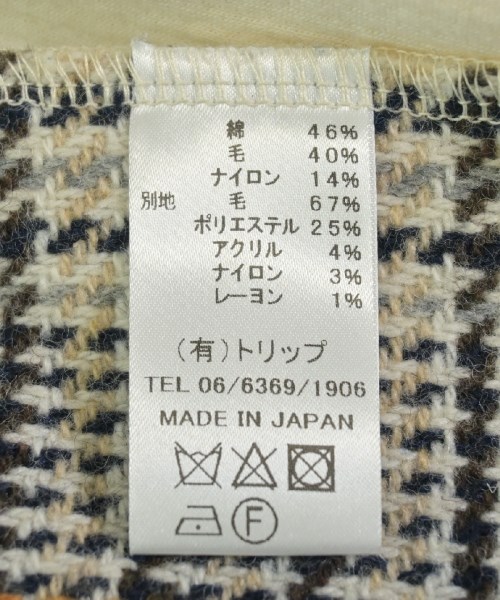 綿 46%
毛 40%
ナイロン 14%
別地 毛 67%
ポリエステル 25%
アクリル 4%
ナイロン 3%
レーヨン 1%
(有)トリップ
TEL 06/6369/1906
MADE IN JAPAN
F